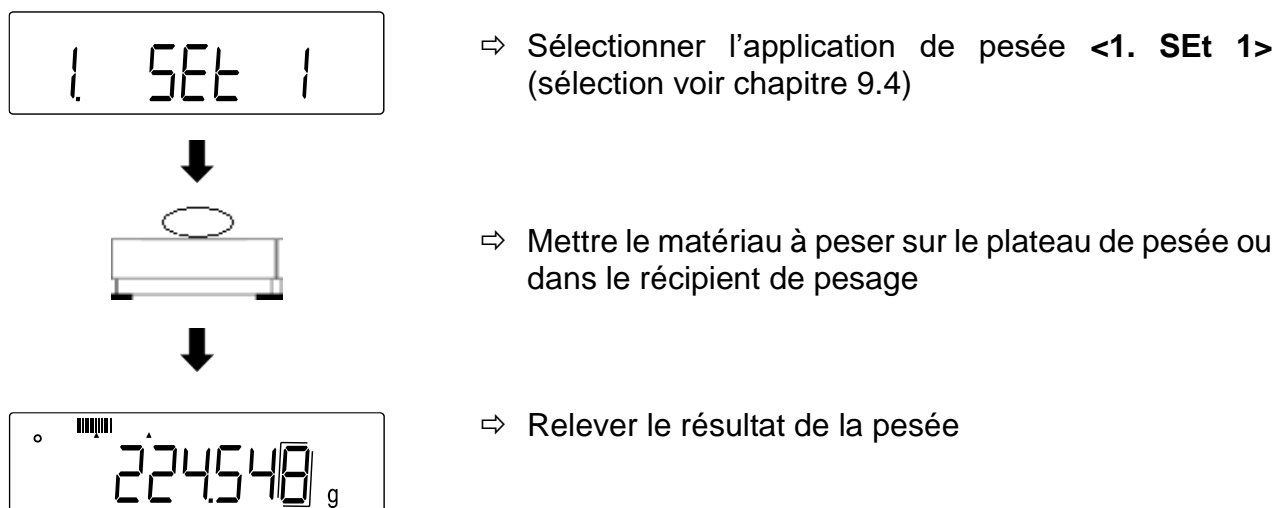 1. SEt 1
⇨ Sélectionner l’application de pesée <1. SEt 1>
(sélection voir chapitre 9.4)
⇨ Mettre le matériau à peser sur le plateau de pesée ou
dans le récipient de pesage
224.548 g
⇨ Relever le résultat de la pesée